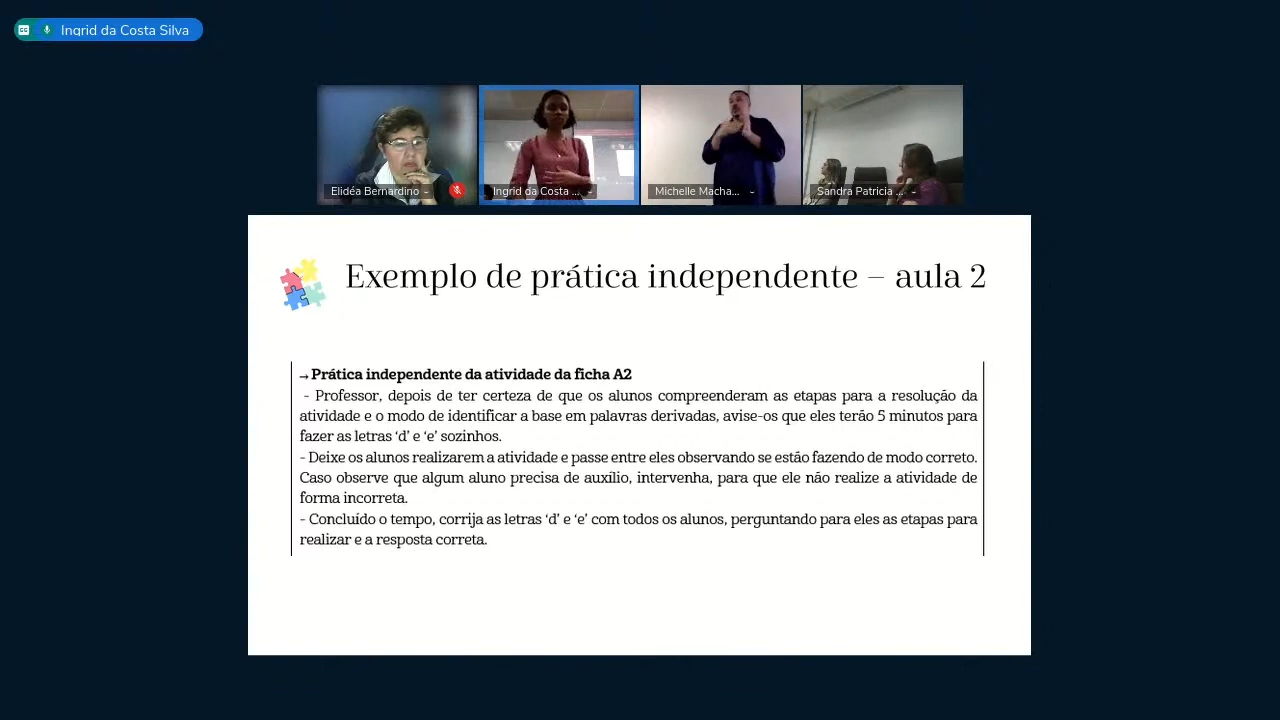 Ingrid da Costa Silva
Elidéa Bernardino
Ingrid da Costa ...
Michelle Macha...
Sandra Patricia ...
Exemplo de prática independente – aula 2
→Prática independente da atividade da ficha A2
- Professor, depois de ter certeza de que os alunos compreenderam as etapas para a resolução da
atividade e o modo de identificar a base em palavras derivadas, avise-os que eles terão 5 minutos para
fazer as letras ‘d’ e ‘e’ sozinhos.
- Deixe os alunos realizarem a atividade e passe entre eles observando se estão fazendo de modo correto.
Caso observe que algum aluno precisa de auxílio, intervenha, para que ele não realize a atividade de
forma incorreta.
- Concluído o tempo, corrija as letras ‘d’ e ‘e’ com todos os alunos, perguntando para eles as etapas para
realizar e a resposta correta.